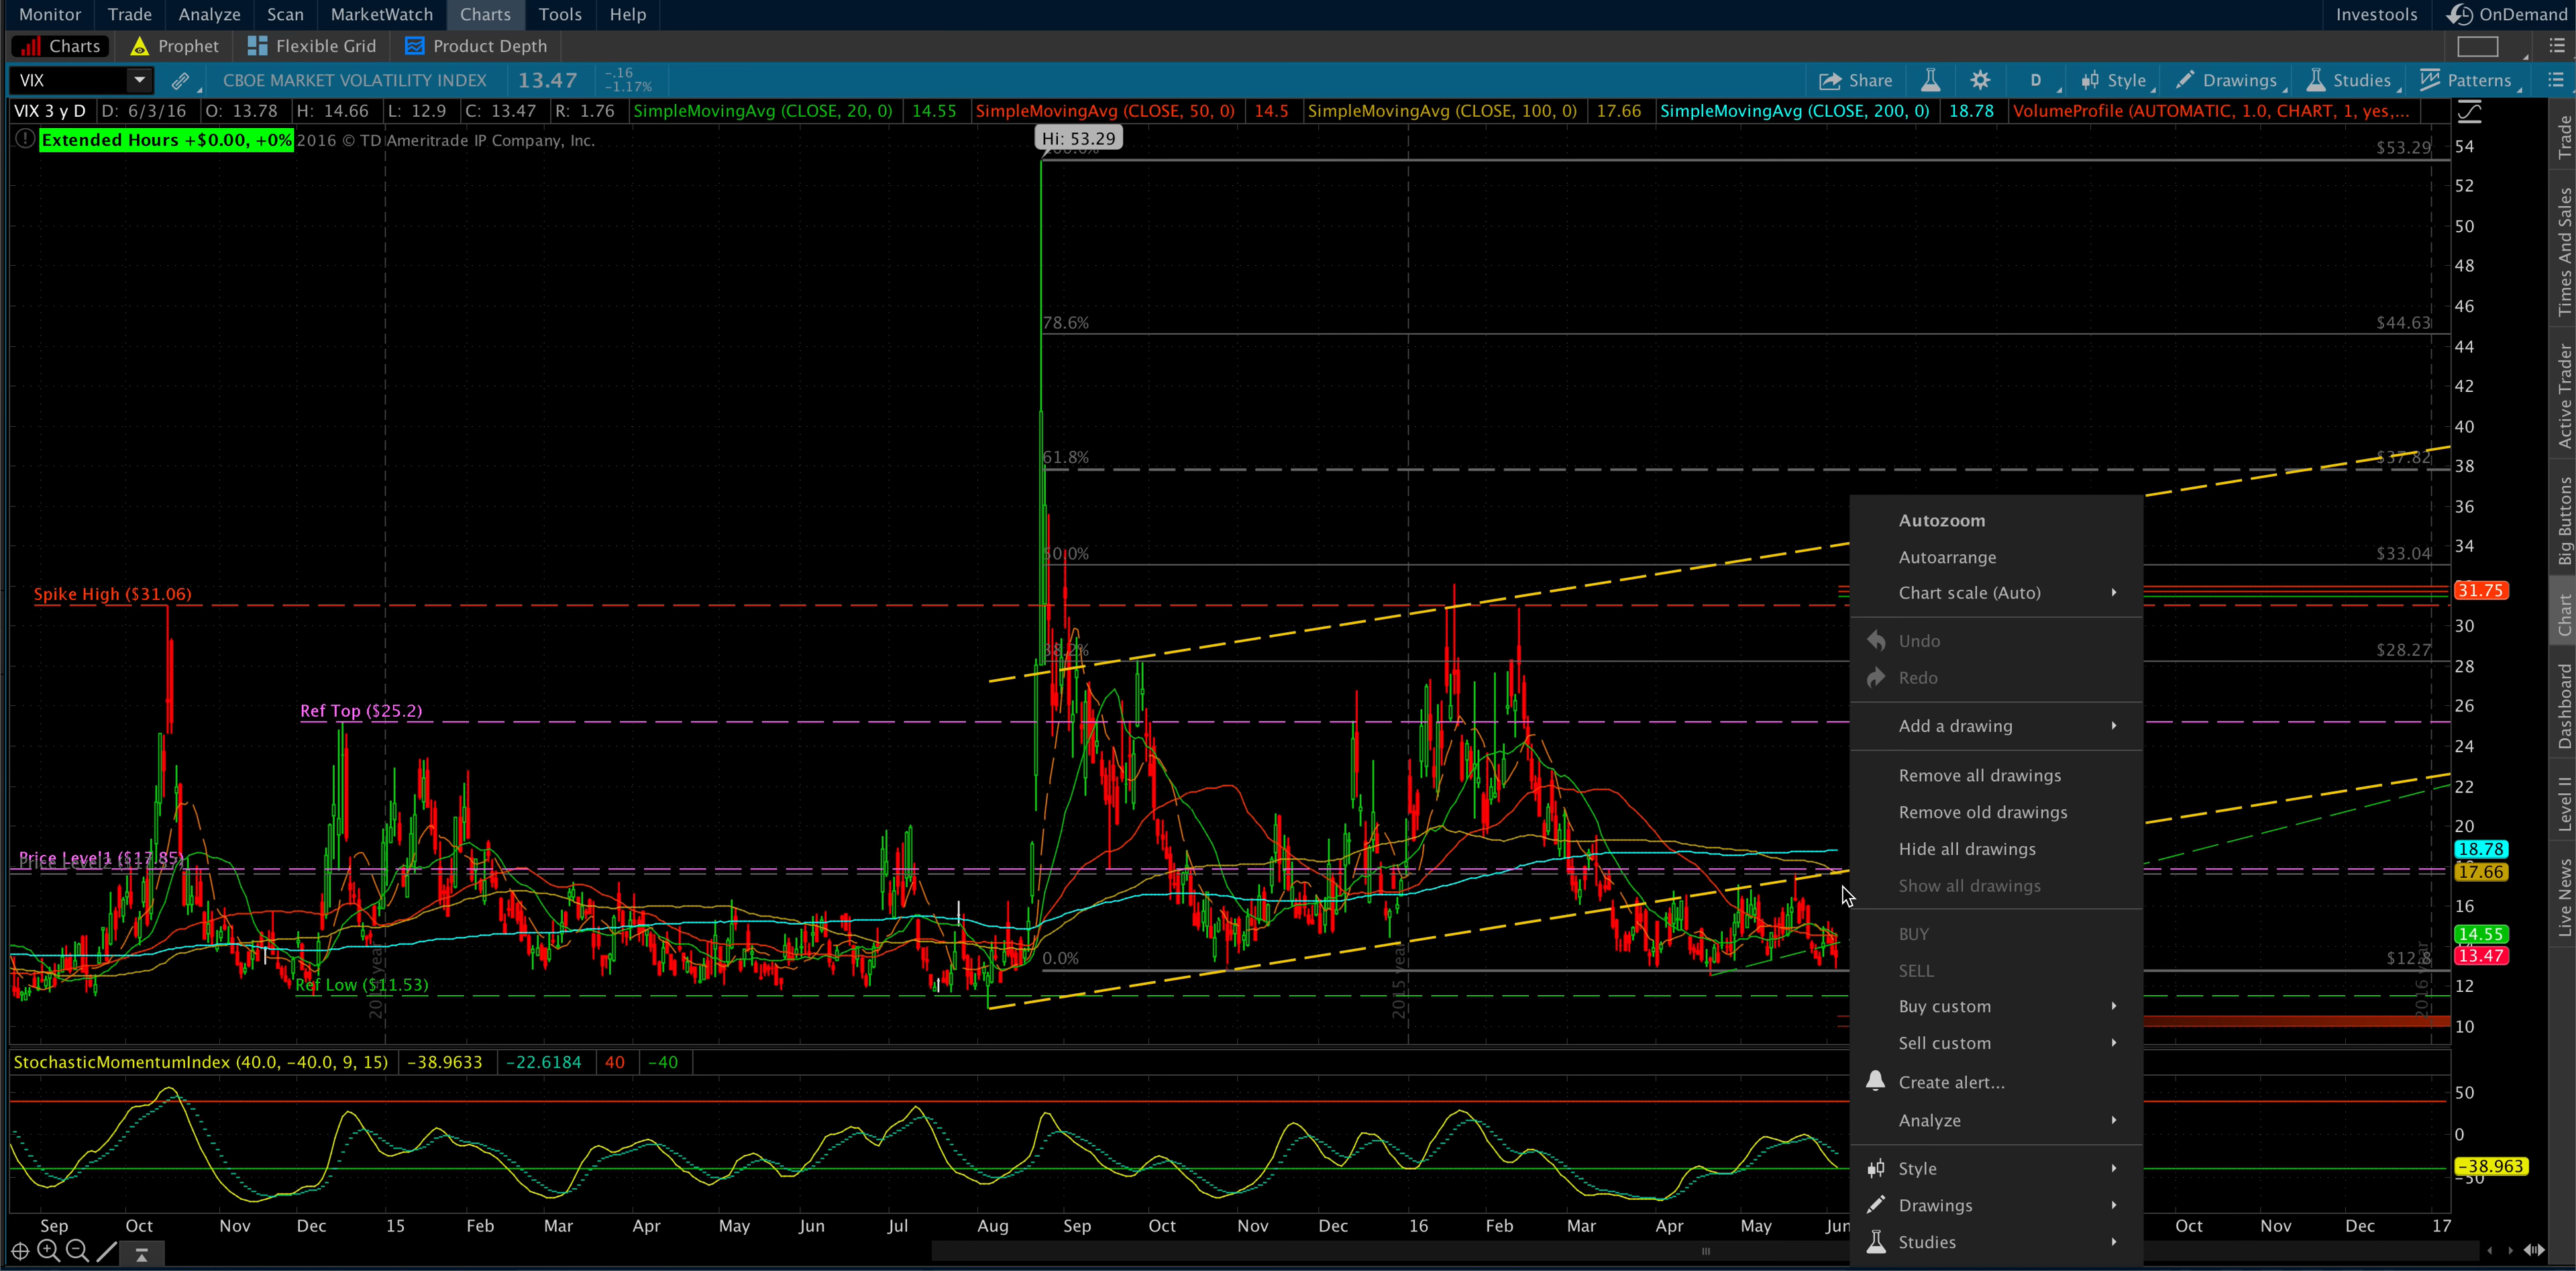 Monitor Trade Analyze Scan MarketWatch Charts Tools Help Investools OnDemand
Charts Prophet Flexible Grid Product Depth
VIX CBOE MARKET VOLATILITY INDEX 13.47 -.16 -1.17% Share D Style Drawings Studies Patterns
VIX 3 y D D: 6/3/16 O: 13.78 H: 14.66 L: 12.9 C: 13.47 R: 1.76 SimpleMovingAvg (CLOSE, 20, 0) 14.55 SimpleMovingAvg (CLOSE, 50, 0) 14.5 SimpleMovingAvg (CLOSE, 100, 0) 17.66 SimpleMovingAvg (CLOSE, 200, 0) 18.78 VolumeProfile (AUTOMATIC, 1.0, CHART, 1, yes,...
Extended Hours +$0.00, +0% 2016 © TD Ameritrade IP Company, Inc.
Hi: 53.29
$53.29
54
52
50
48
46
78.6% $44.63
44
42
40
61.8% $37.82
38
36
50.0% $33.04
34
Spike High ($31.06)
31.75
30
38.2% $28.27
28
26
Ref Top ($25.2)
24
22
20
Price Level1 ($17.85)
18.78
17.66
16
14.55
13.47
0.0%
12
Ref Low ($11.53)
10
2015 year
2016 year
Autozoom
Autoarrange
Chart scale (Auto)
Undo
Redo
Add a drawing
Remove all drawings
Remove old drawings
Hide all drawings
Show all drawings
BUY
SELL
Buy custom
Sell custom
Create alert...
Analyze
Style
Drawings
Studies
StochasticMomentumIndex (40.0, -40.0, 9, 15) -38.9633 -22.6184 40 -40
50
0
-38.963
-50
Sep Oct Nov Dec 15 Feb Mar Apr May Jun Jul Aug Sep Oct Nov Dec 16 Feb Mar Apr May Jun Oct Nov Dec 17
Trade
Times And Sales
Active Trader
Big Buttons
Chart
Dashboard
Level II
Live News